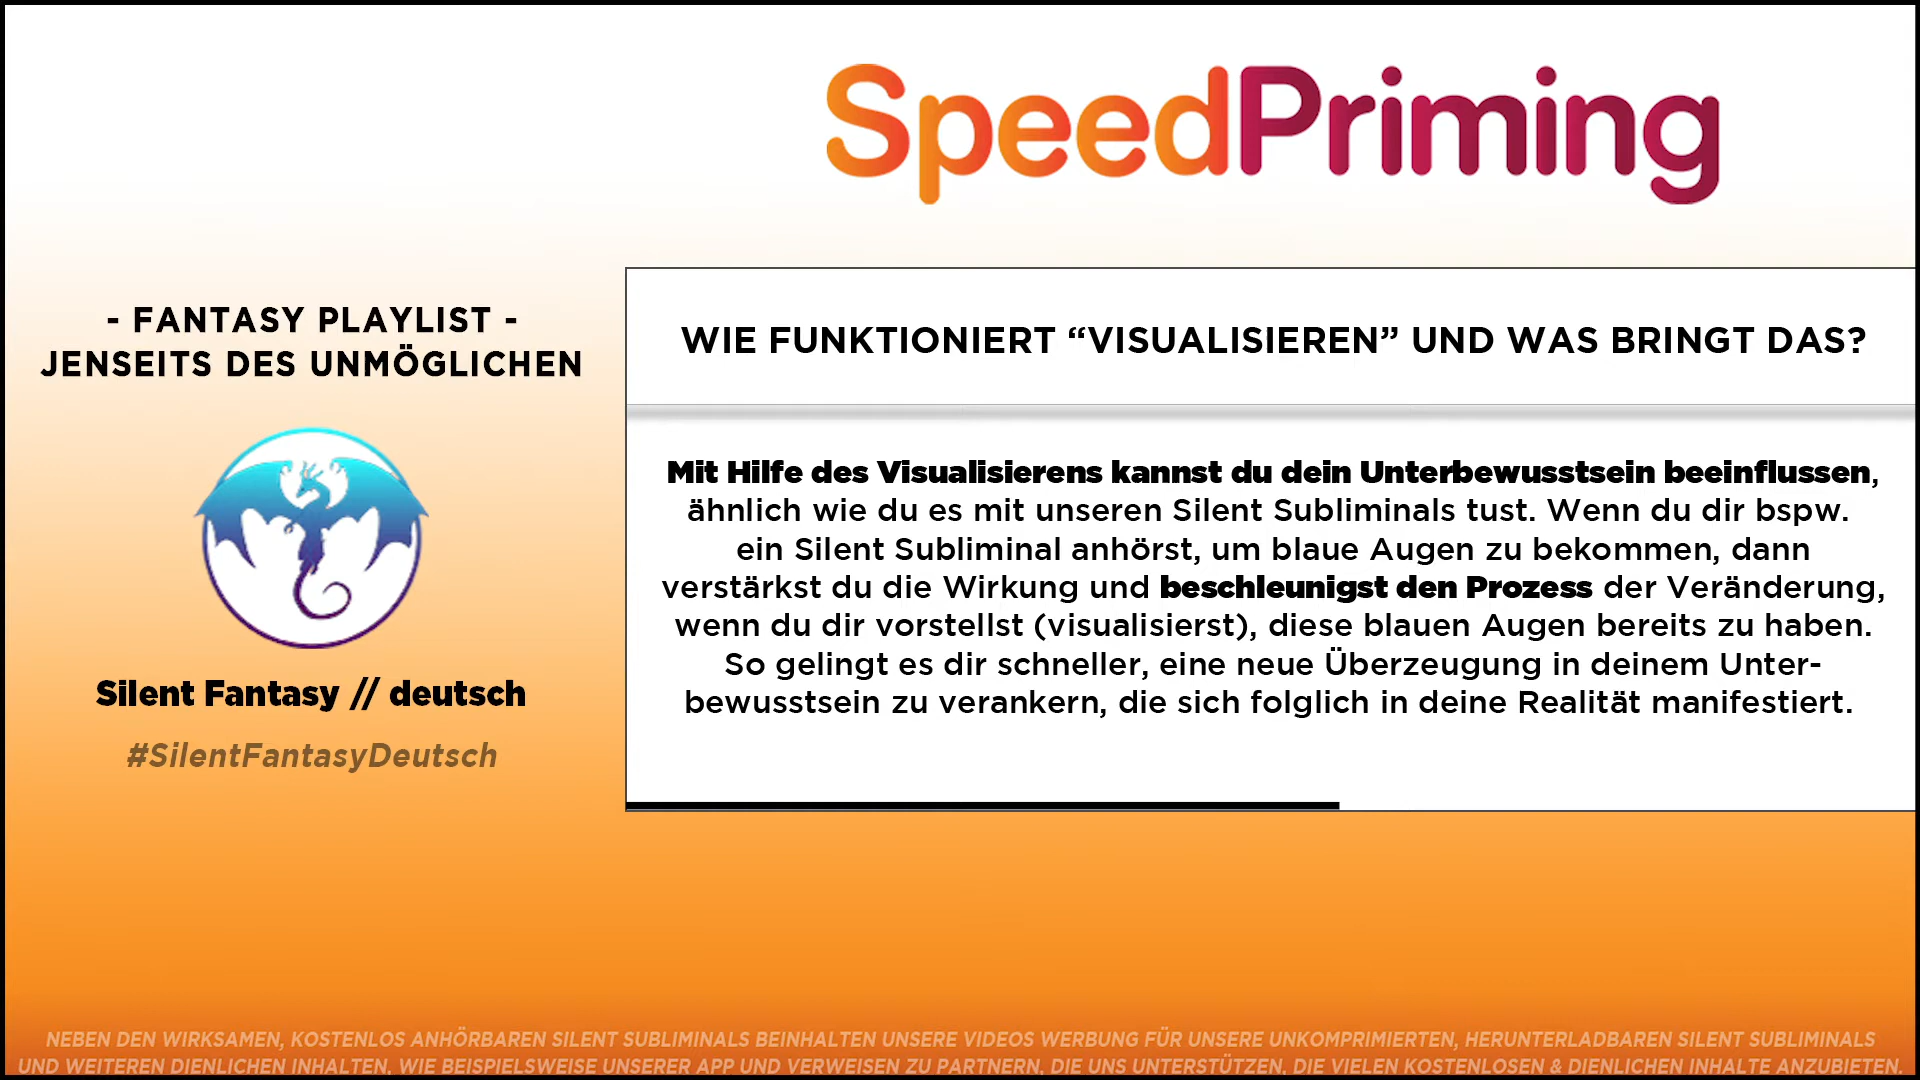 SpeedPriming
- FANTASY PLAYLIST -
JENSEITS DES UNMÖGLICHEN
Silent Fantasy // deutsch
#SilentFantasyDeutsch
WIE FUNKTIONIERT “VISUALISIEREN” UND WAS BRINGT DAS?
Mit Hilfe des Visualisierens kannst du dein Unterbewusstsein beeinflussen,
ähnlich wie du es mit unseren Silent Subliminals tust. Wenn du dir bspw.
ein Silent Subliminal anhörst, um blaue Augen zu bekommen, dann
verstärkst du die Wirkung und beschleunigst den Prozess der Veränderung,
wenn du dir vorstellst (visualisierst), diese blauen Augen bereits zu haben.
So gelingt es dir schneller, eine neue Überzeugung in deinem Unter-
bewusstsein zu verankern, die sich folglich in deine Realität manifestiert.
NEBEN DEN WIRKSAMEN, KOSTENLOS ANHÖRBAREN SILENT SUBLIMINALS BEINHALTEN UNSERE VIDEOS WERBUNG FÜR UNSERE UNKOMPRIMIERTEN, HERUNTERLADBAREN SILENT SUBLIMINALS
UND WEITEREN DIENLICHEN INHALTEN, WIE BEISPIELSWEISE UNSERER APP UND VERWEISEN ZU PARTNERN, DIE UNS UNTERSTÜTZEN, DIE VIELEN KOSTENLOSEN & DIENLICHEN INHALTE ANZUBIETEN.